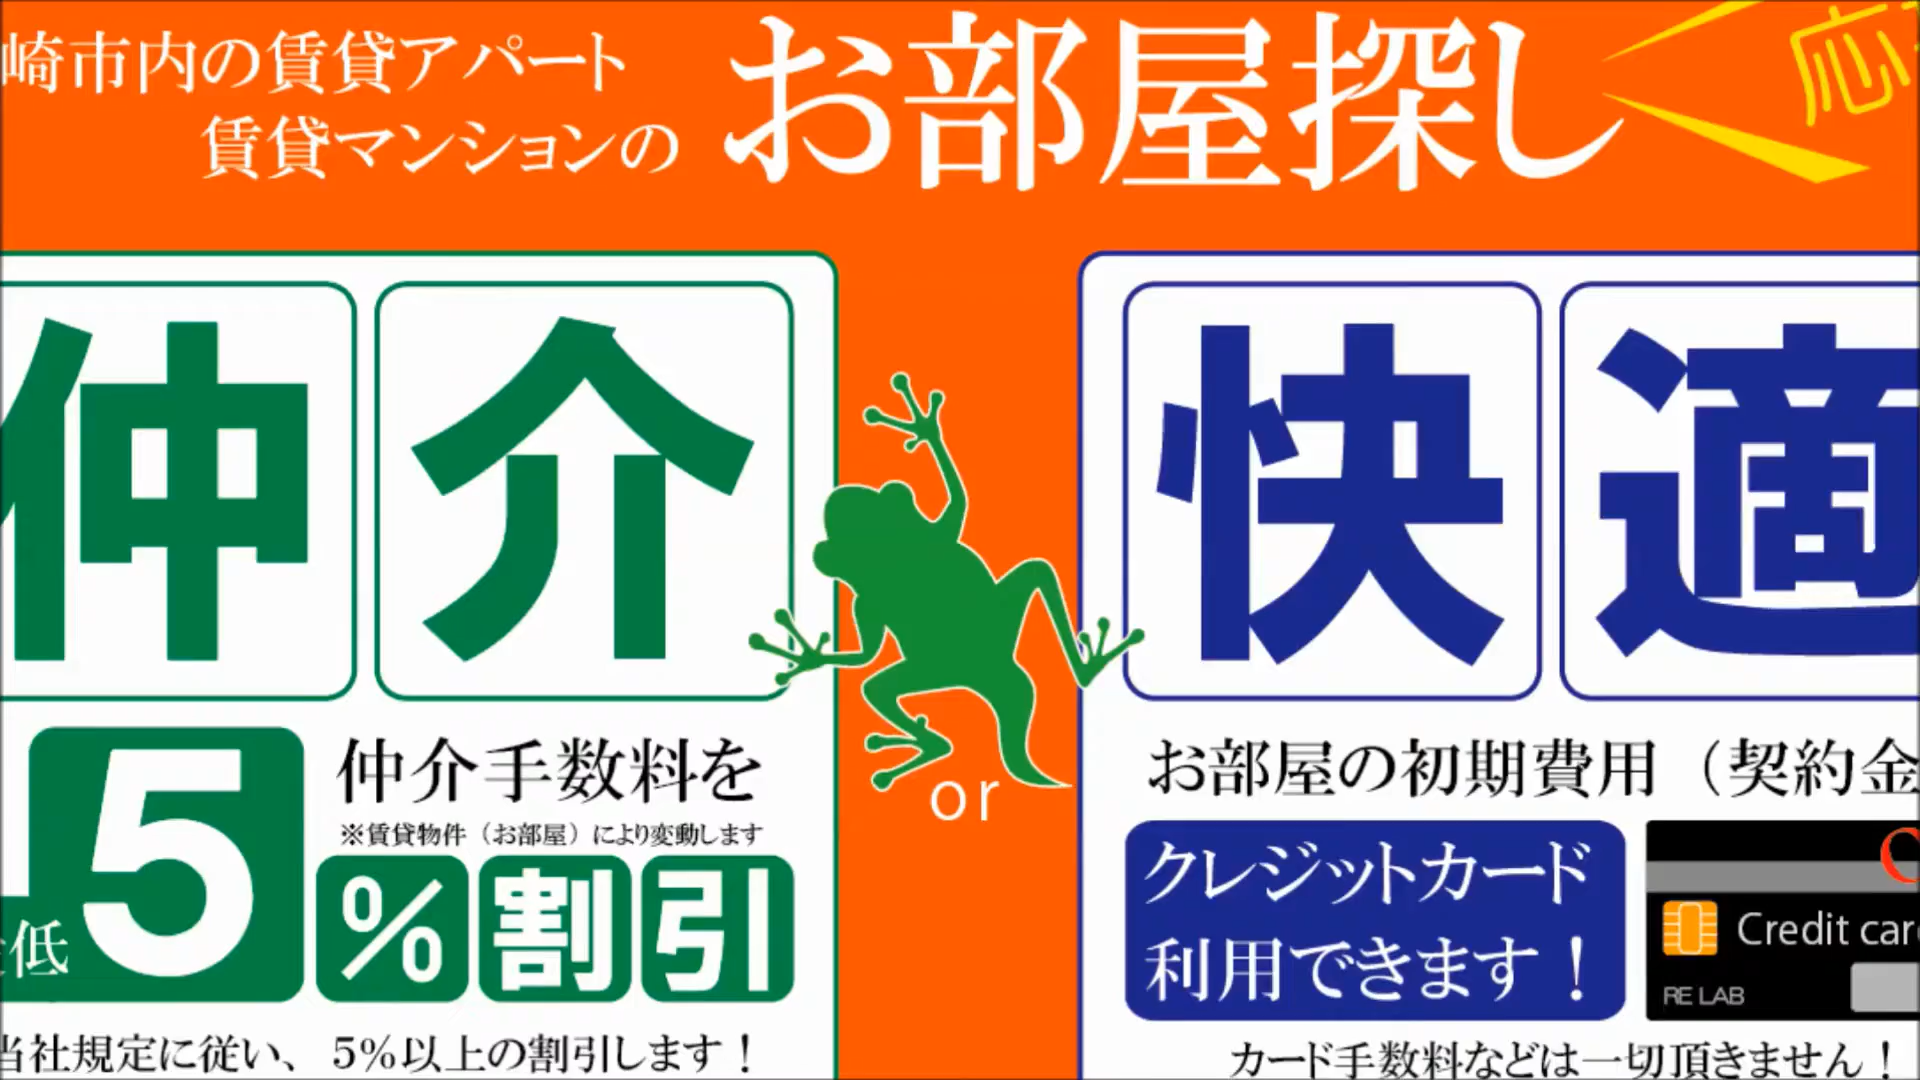 崎市内の賃貸アパート
賃貸マンションの
お部屋探し
応
仲介
快適
5
低
仲介手数料を
※賃貸物件（お部屋）により変動します
%割引
当社規定に従い、5%以上の割引します！
or
お部屋の初期費用（契約金
クレジットカード
利用できます！
Credit car
RE LAB
カード手数料などは一切頂きません！